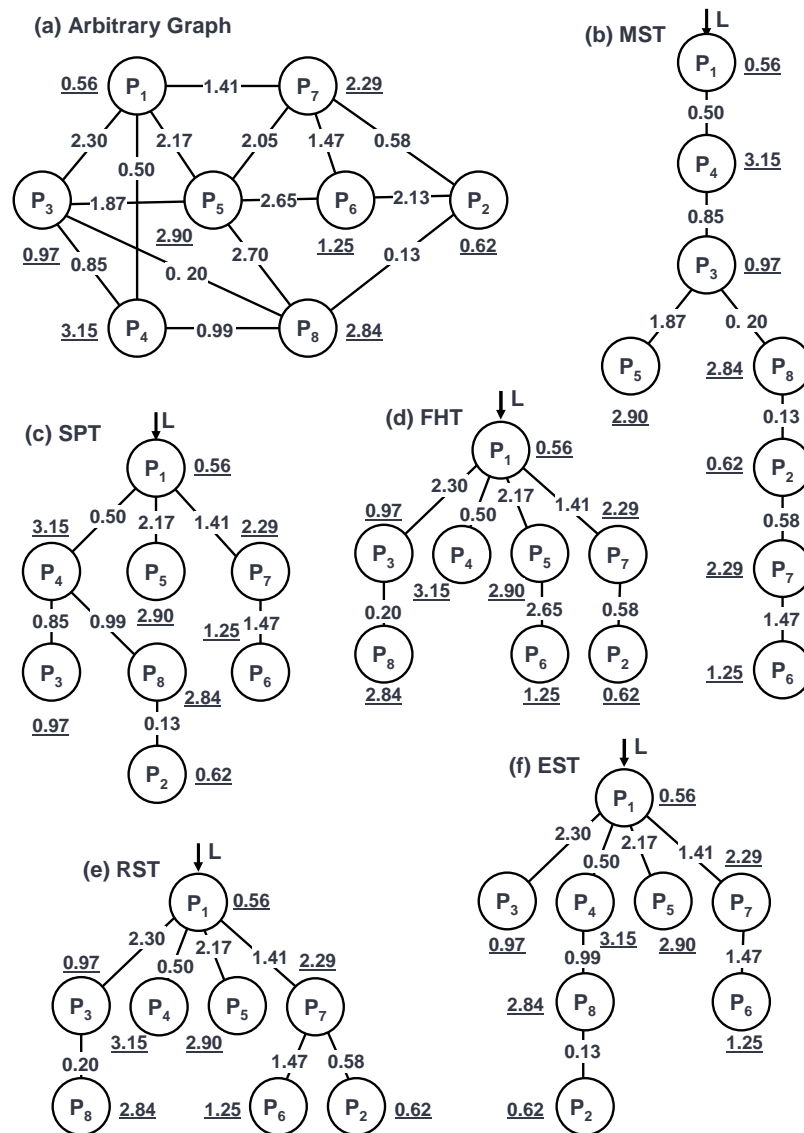 (a) Arbitrary Graph
0.56 P1 1.41 P7 2.29
2.30 0.50 2.17 2.05 1.47 0.58
P3 1.87 P5 2.65 P6 2.13 P2
0.97 0.85 2.90 0. 20 2.70 1.25 0.13 0.62
3.15 P4 0.99 P8 2.84
(b) MST
L
P1 0.56
0.50
P4 3.15
0.85
P3 0.97
1.87 0. 20
P5 2.84 P8
2.90 0.13
0.62 P2
0.58
2.29 P7
1.47
1.25 P6
(c) SPT
L
P1 0.56
3.15 0.50 2.17 1.41 2.29
P4 P5 P7
0.85 0.99 2.90 1.25 1.47
P3 P8 P6
0.97 2.84
0.13
P2 0.62
(d) FHT
L
P1 0.56
0.97 2.30 0.50 2.17 1.41 2.29
P3 P4 P5 P7
3.15 2.90
0.20 2.65 0.58
P8 P6 P2
2.84 1.25 0.62
(e) RST
L
P1 0.56
0.97 2.30 0.50 2.17 1.41 2.29
P3 P4 P5 P7
3.15 2.90
0.20 1.47 0.58
P8 2.84 1.25 P6 P2 0.62
(f) EST
L
P1 0.56
2.30 0.50 2.17 1.41 2.29
P3 P4 P5 P7
0.97 3.15 2.90
0.99 1.47
2.84 P8 P6
0.13 1.25
0.62 P2